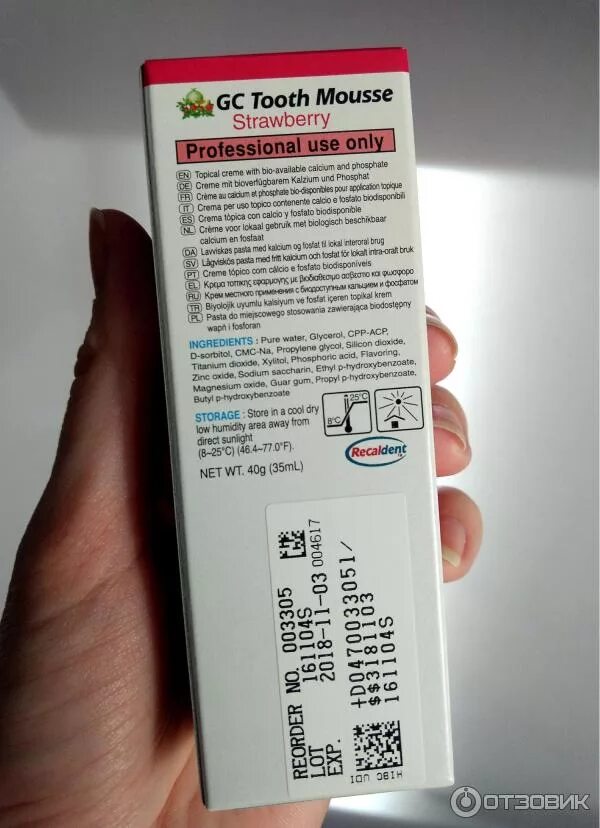 GC Tooth Mousse
Strawberry
Professional use only
EN Topical creme with bio-available calcium and phosphate
DE Creme mit bioverfügbarem Kalzium und Phosphat
FR Crème au calcium et phosphate bio-disponibles pour application topique
IT Crema per uso topico contenente calcio e fosfato biodisponibili
ES Crema tópica con calcio y fosfato biodisponible
NL Crème voor lokaal gebruik met biologisch beschikbaar
calcium en fosfaat
DA Lavviskøs pasta med kalcium og fosfat til lokal interoral brug
SV Lågviskös pasta med fritt kalcium och fosfat för lokalt intra-oralt bruk
PT Creme tópico com cálcio e fosfato biodisponíveis
EL Κρεμα τοπικης εφαρμογης με βιοδιαθεσιμο ασβεστιο και φωσφορο
RU Крем местного применения с биодоступным кальцием и фосфатом
TR Biyolojik uyumlu kalsiyum ve fosfat içeren topikal krem
PL Pasta do miejscowego stosowania zawierająca biodostępny
wapń i fosforan
INGREDIENTS : Pure water, Glycerol, CPP-ACP,
D-sorbitol, CMC-Na, Propylene glycol, Silicon dioxide,
Titanium dioxide, Xylitol, Phosphoric acid, Flavoring,
Zinc oxide, Sodium saccharin, Ethyl p-hydroxybenzoate,
Magnesium oxide, Guar gum, Propyl p-hydroxybenzoate,
Butyl p-hydroxybenzoate
STORAGE : Store in a cool dry
low humidity area away from
direct sunlight
(8~25°C) (46.4~77.0°F).
8°C
25°C
NET WT. 40g (35mL)
Recaldent
004617
REORDER NO. 003305
LOT 161104S
EXP. 2018-11-03
+D0470033051/
$$3181103
161104S
HIBC UDI
ОТЗОВИК